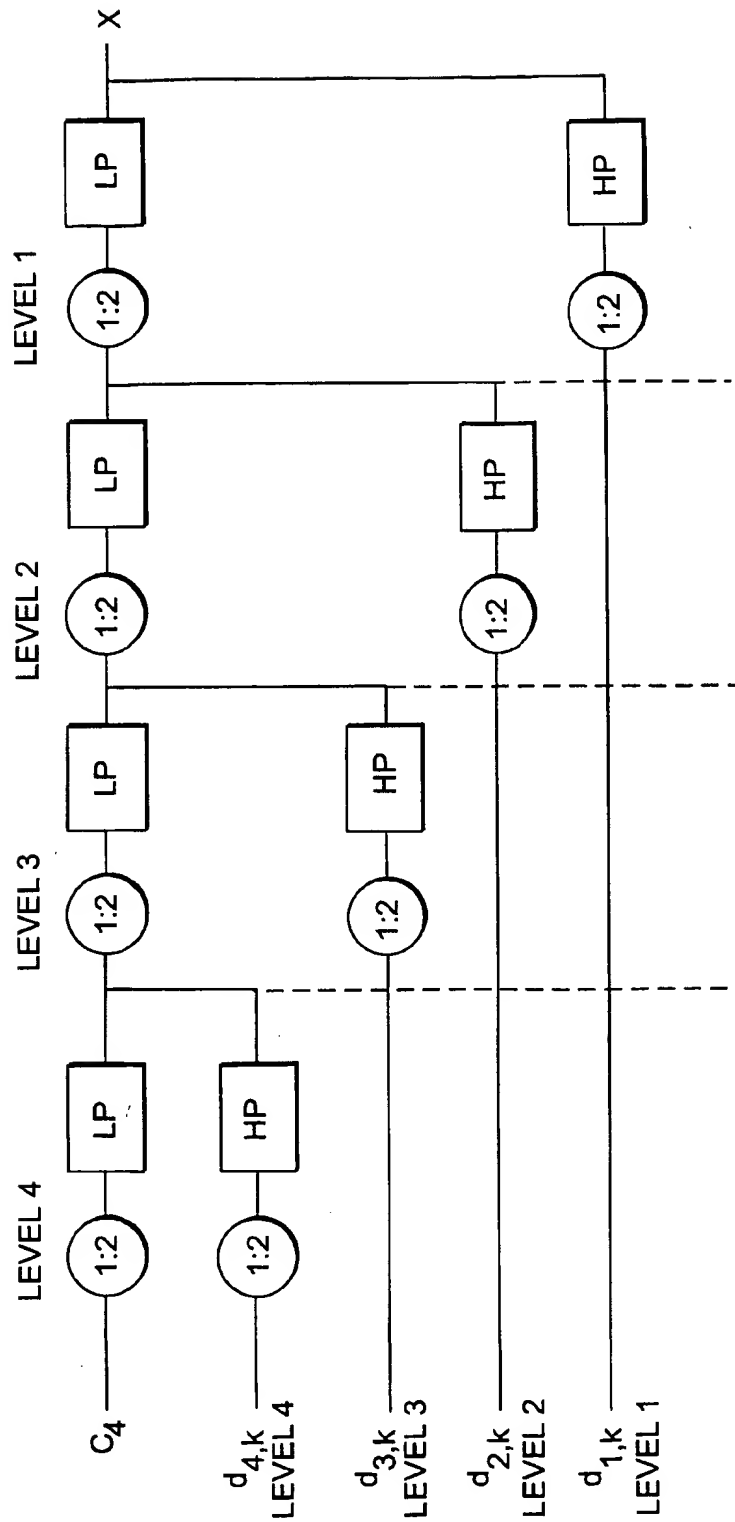 LEVEL 4
LEVEL 3
LEVEL 2
LEVEL 1
C4
1:2
LP
1:2
LP
1:2
LP
1:2
LP
X
d4,k
LEVEL 4
1:2
HP
d3,k
LEVEL 3
1:2
HP
d2,k
LEVEL 2
1:2
HP
d1,k
LEVEL 1
1:2
HP